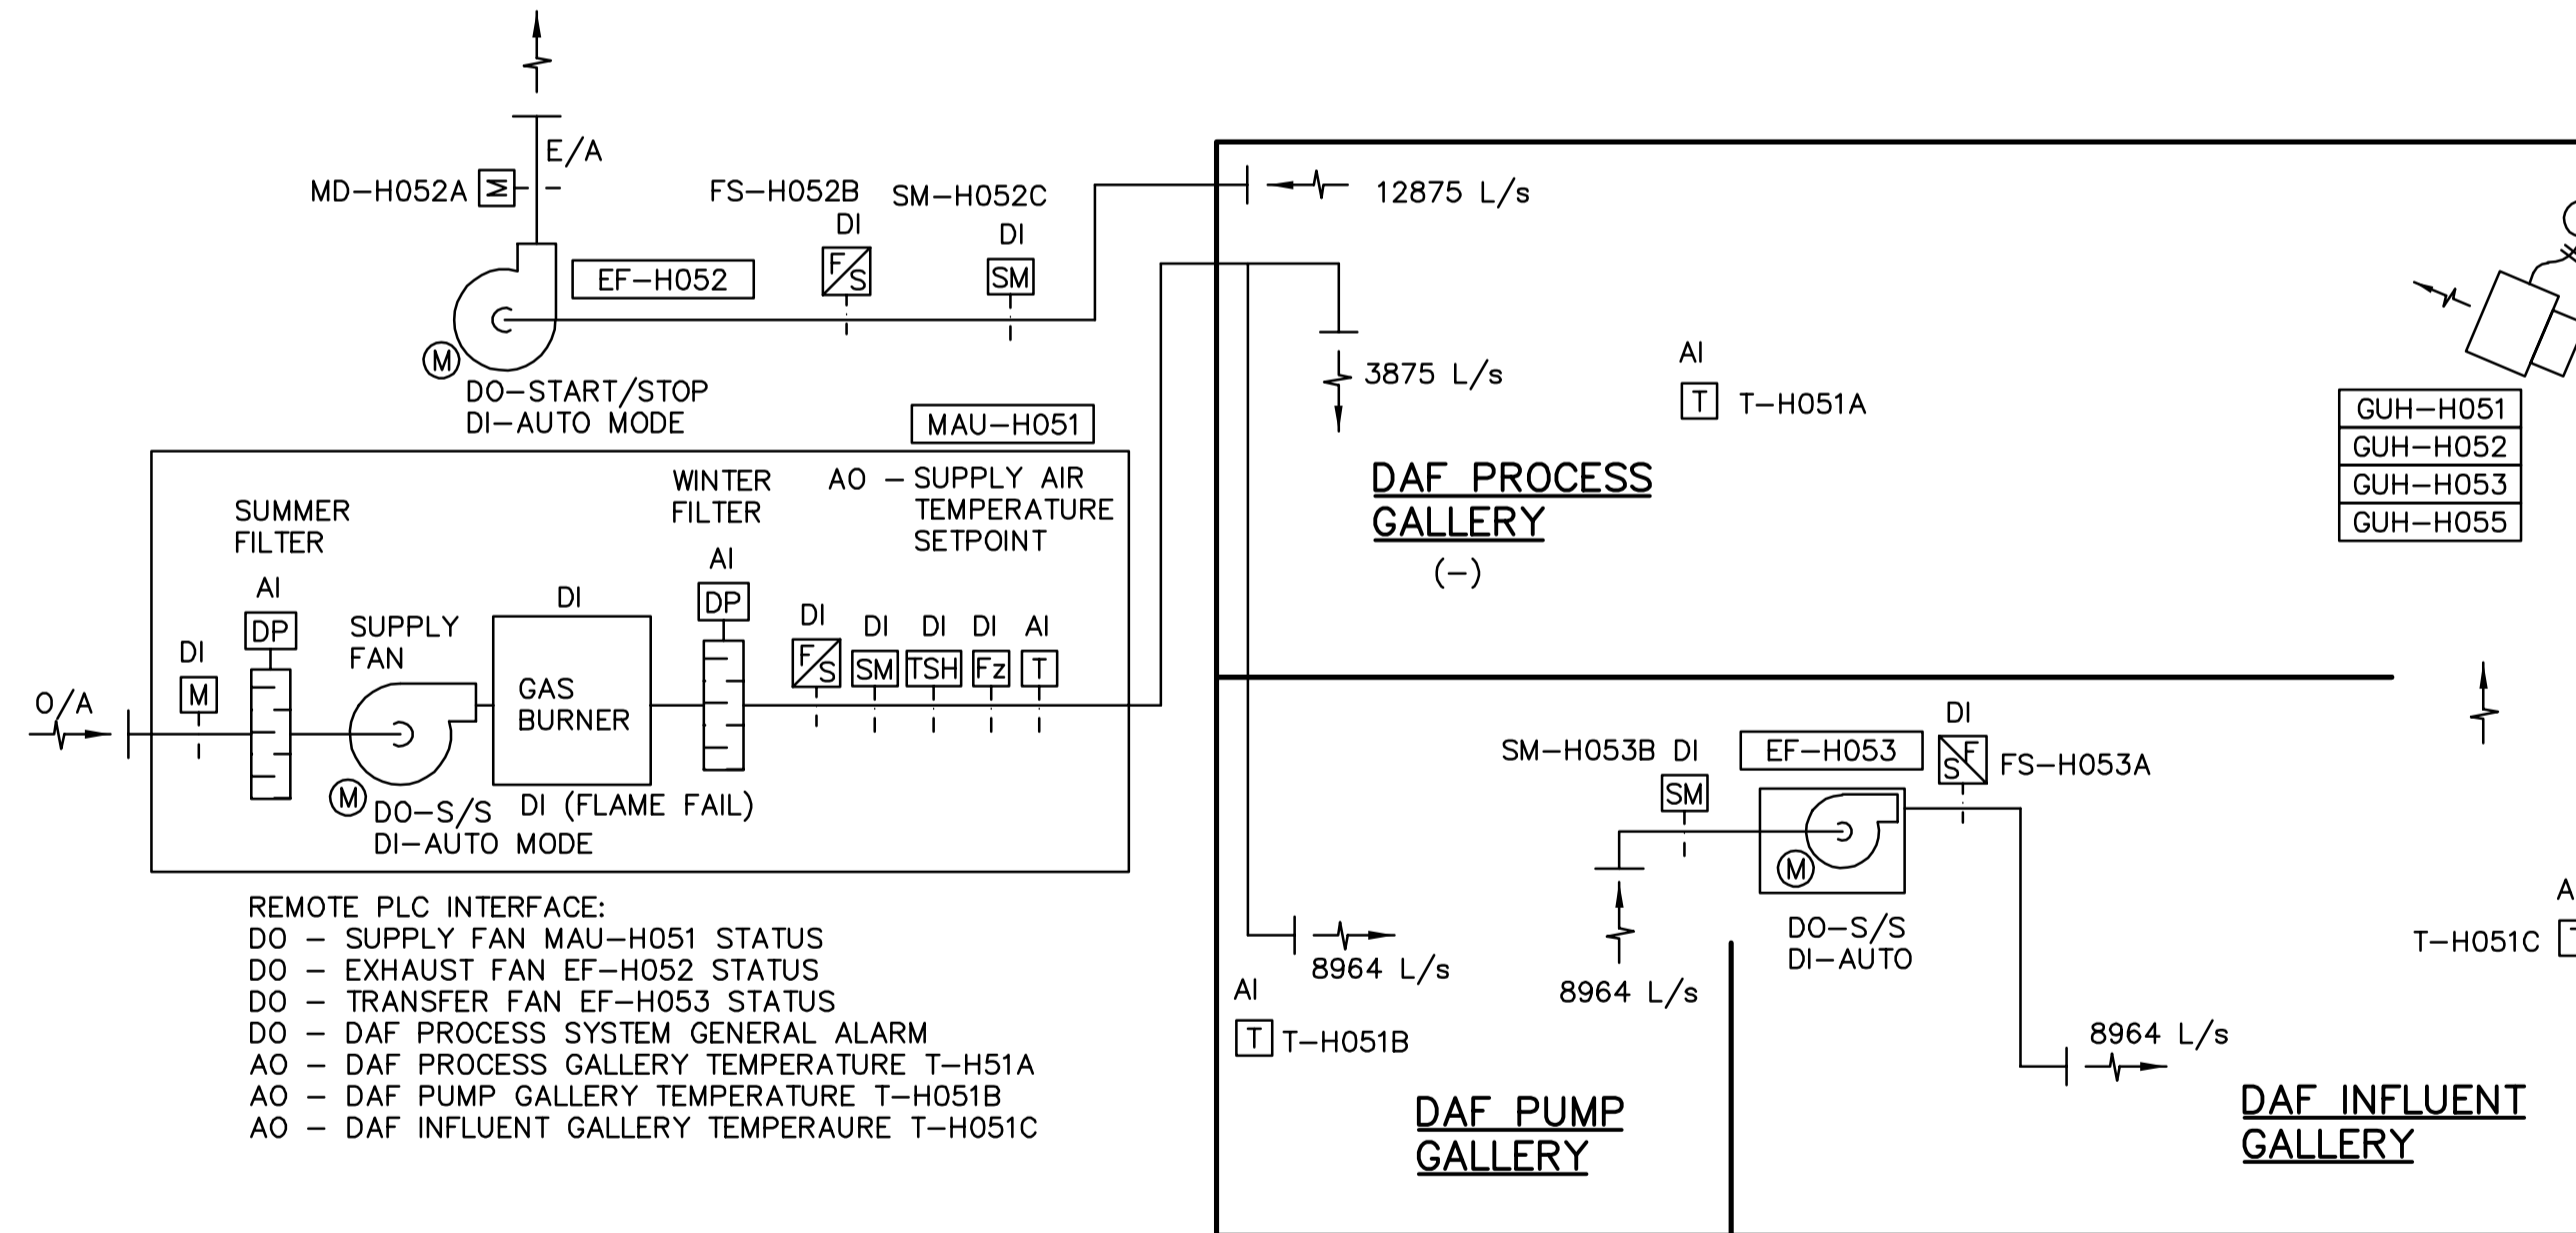 E/A
MD-H052A
M
FS-H052B
DI
F/S
SM-H052C
DI
SM
EF-H052
M
DO-START/STOP
DI-AUTO MODE
12875 L/s
3875 L/s
AI
T
T-H051A
DAF PROCESS
GALLERY
(-)
GUH-H051
GUH-H052
GUH-H053
GUH-H055
MAU-H051
SUMMER
FILTER
AI
DP
WINTER
FILTER
AI
DP
AO - SUPPLY AIR
TEMPERATURE
SETPOINT
O/A
DI
M
SUPPLY
FAN
M
DO-S/S
DI-AUTO MODE
DI
GAS
BURNER
DI (FLAME FAIL)
DI
F/S
DI
SM
DI
TSH
DI
Fz
AI
T
REMOTE PLC INTERFACE:
DO - SUPPLY FAN MAU-H051 STATUS
DO - EXHAUST FAN EF-H052 STATUS
DO - TRANSFER FAN EF-H053 STATUS
DO - DAF PROCESS SYSTEM GENERAL ALARM
AO - DAF PROCESS GALLERY TEMPERATURE T-H51A
AO - DAF PUMP GALLERY TEMPERATURE T-H051B
AO - DAF INFLUENT GALLERY TEMPERAURE T-H051C
SM-H053B DI
SM
EF-H053
DI
S/F
FS-H053A
M
DO-S/S
DI-AUTO
8964 L/s
AI
T
T-H051B
8964 L/s
DAF PUMP
GALLERY
8964 L/s
T-H051C
DAF INFLUENT
GALLERY